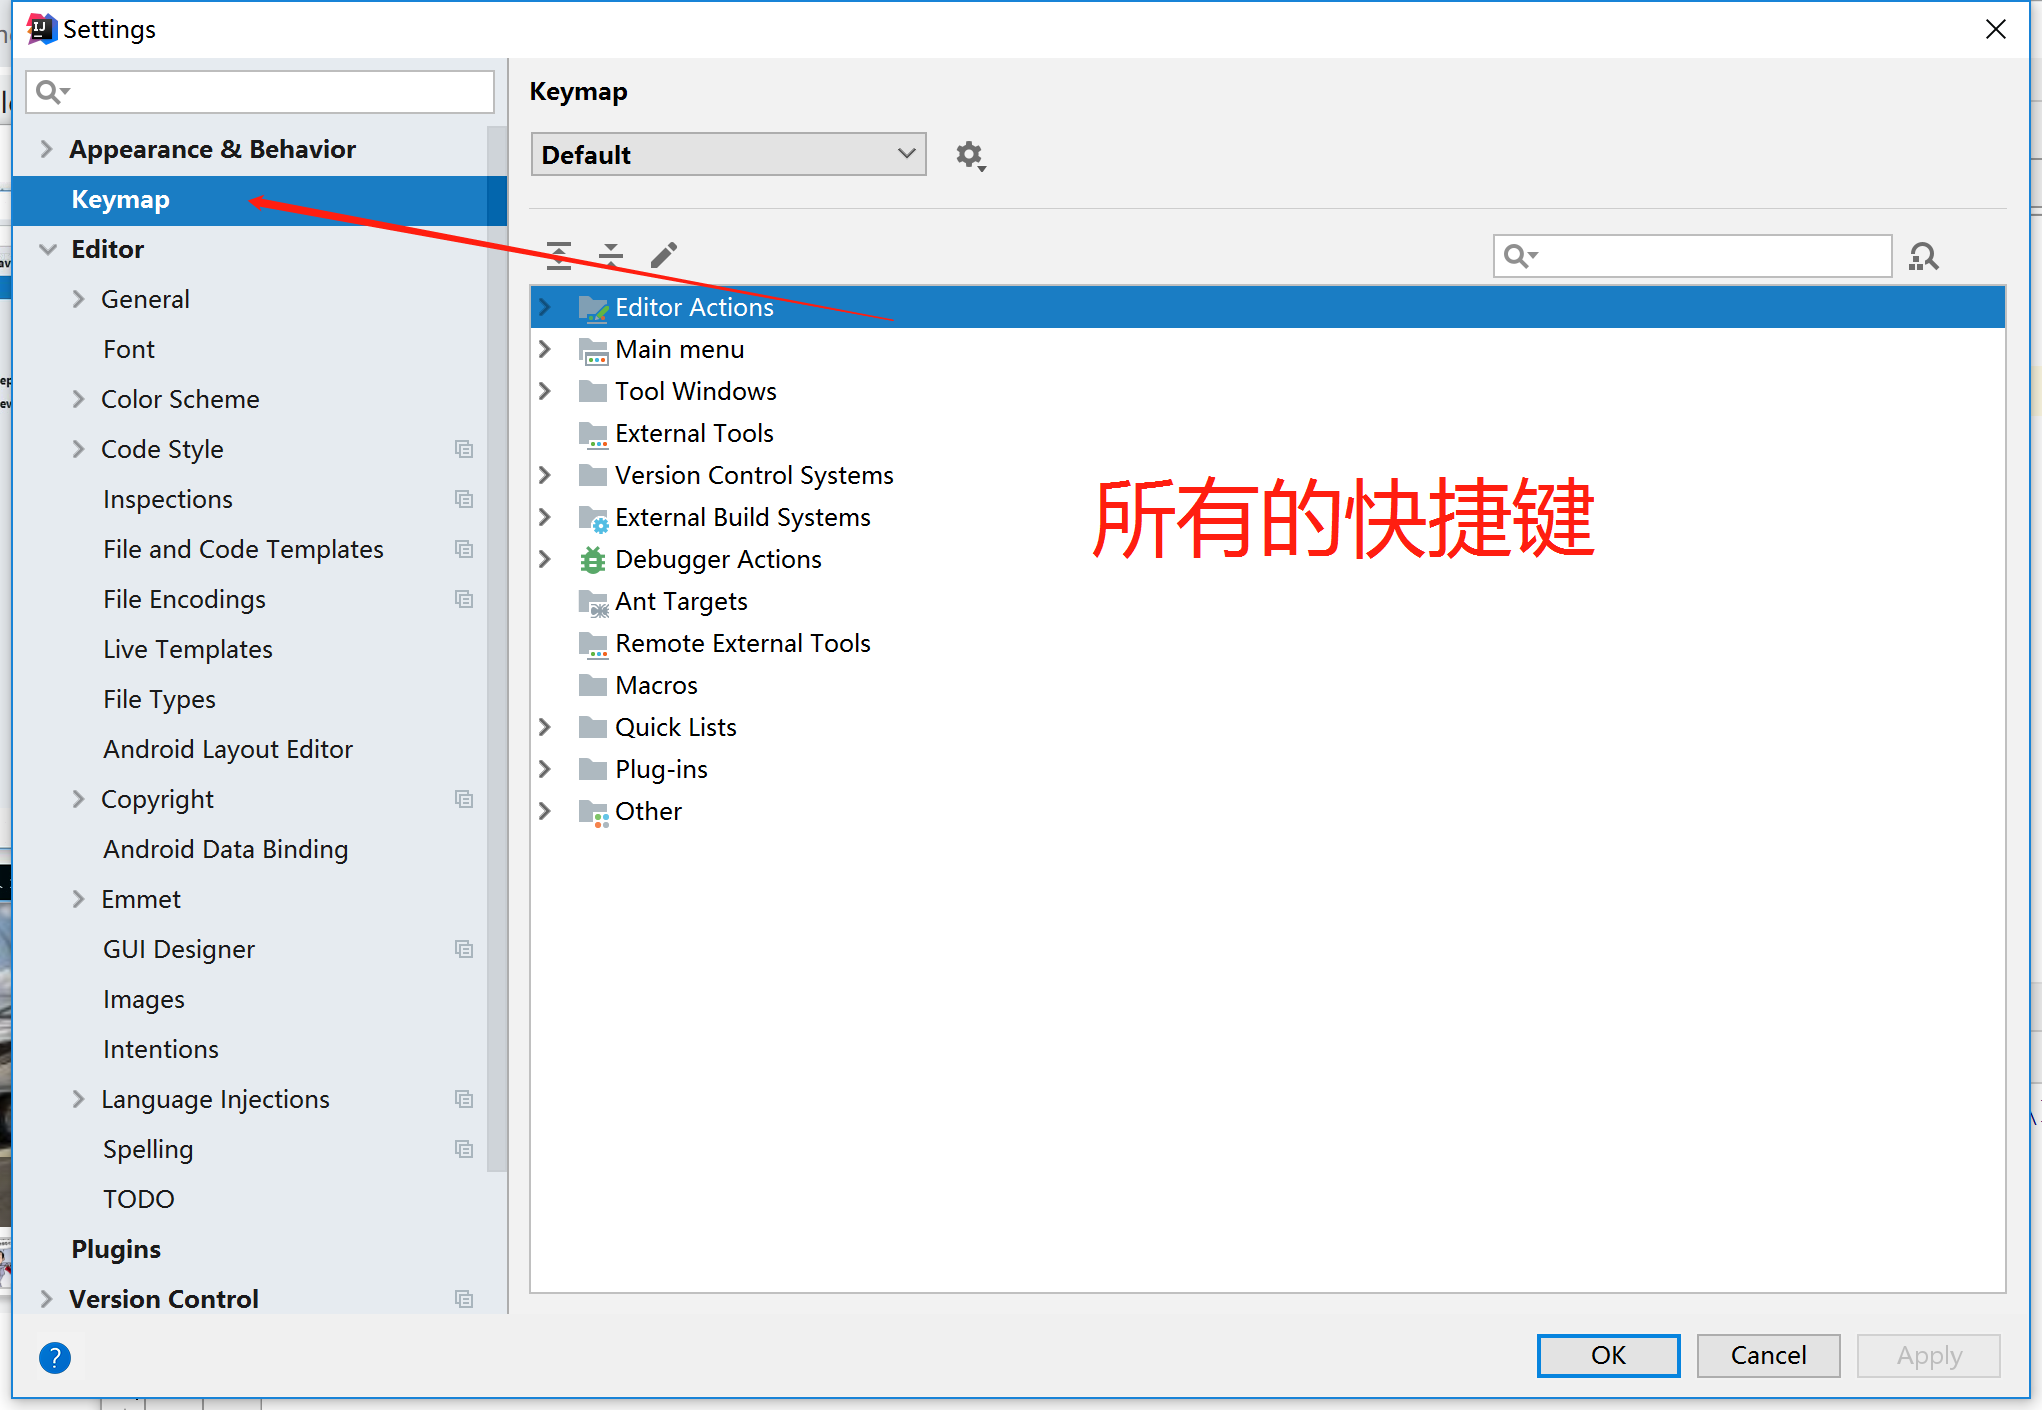 Settings
Appearance & Behavior
Keymap
Editor
General
Font
Color Scheme
Code Style
Inspections
File and Code Templates
File Encodings
Live Templates
File Types
Android Layout Editor
Copyright
Android Data Binding
Emmet
GUI Designer
Images
Intentions
Language Injections
Spelling
TODO
Plugins
Version Control
Keymap
Default
Editor Actions
Main menu
Tool Windows
External Tools
Version Control Systems
External Build Systems
Debugger Actions
Ant Targets
Remote External Tools
Macros
Quick Lists
Plug-ins
Other
所有的快捷键
?
OK
Cancel
Apply